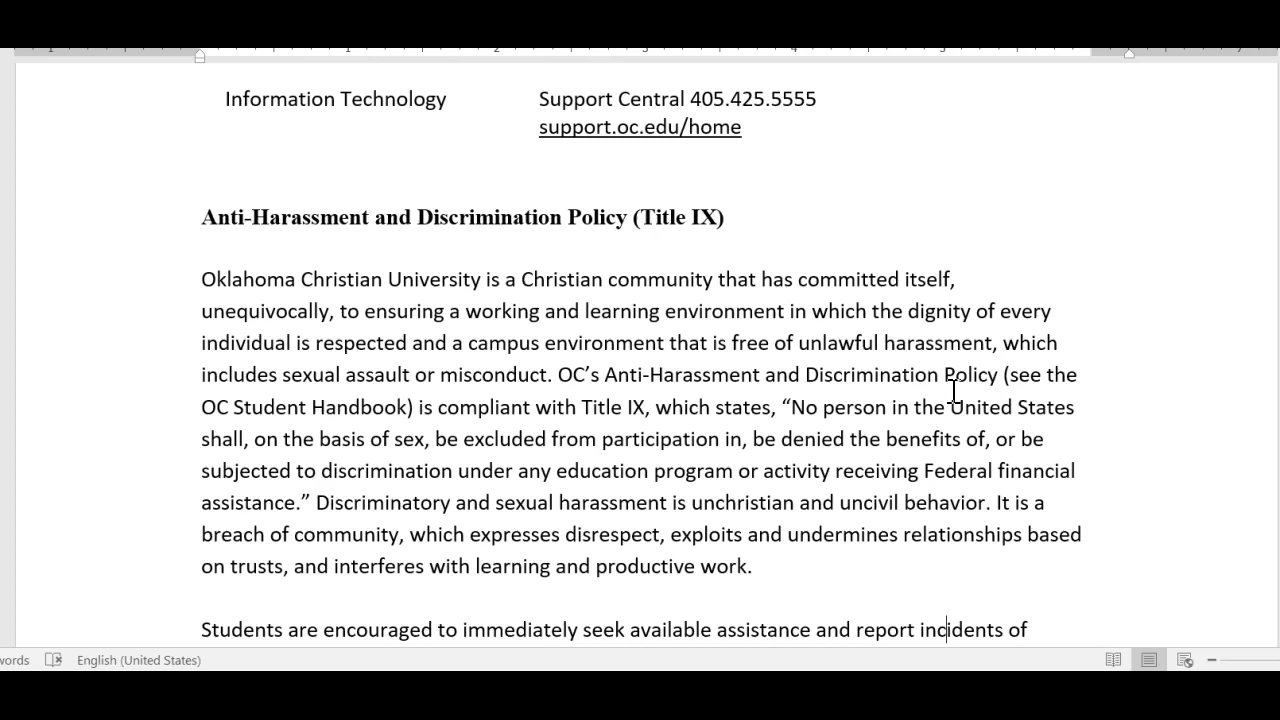 Information Technology Support Central 405.425.5555
support.oc.edu/home
Anti-Harassment and Discrimination Policy (Title IX)
Oklahoma Christian University is a Christian community that has committed itself,
unequivocally, to ensuring a working and learning environment in which the dignity of every
individual is respected and a campus environment that is free of unlawful harassment, which
includes sexual assault or misconduct. OC’s Anti-Harassment and Discrimination Policy (see the
OC Student Handbook) is compliant with Title IX, which states, “No person in the United States
shall, on the basis of sex, be excluded from participation in, be denied the benefits of, or be
subjected to discrimination under any education program or activity receiving Federal financial
assistance.” Discriminatory and sexual harassment is unchristian and uncivil behavior. It is a
breach of community, which expresses disrespect, exploits and undermines relationships based
on trusts, and interferes with learning and productive work.
Students are encouraged to immediately seek available assistance and report incidents of
words English (United States)